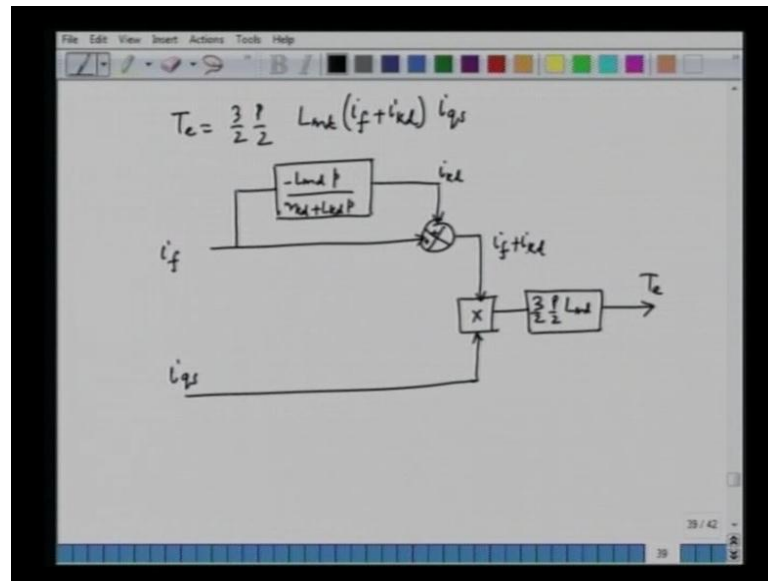 File Edit View Insert Actions Tools Help
B I
Te = 3/2 P/2 Lmd (if + ikd) iqs
-Lmd p / rkd + Lkd p
ikd
if
if + ikd
x
3/2 P/2 Lmd
Te
iqs
39 / 42
39